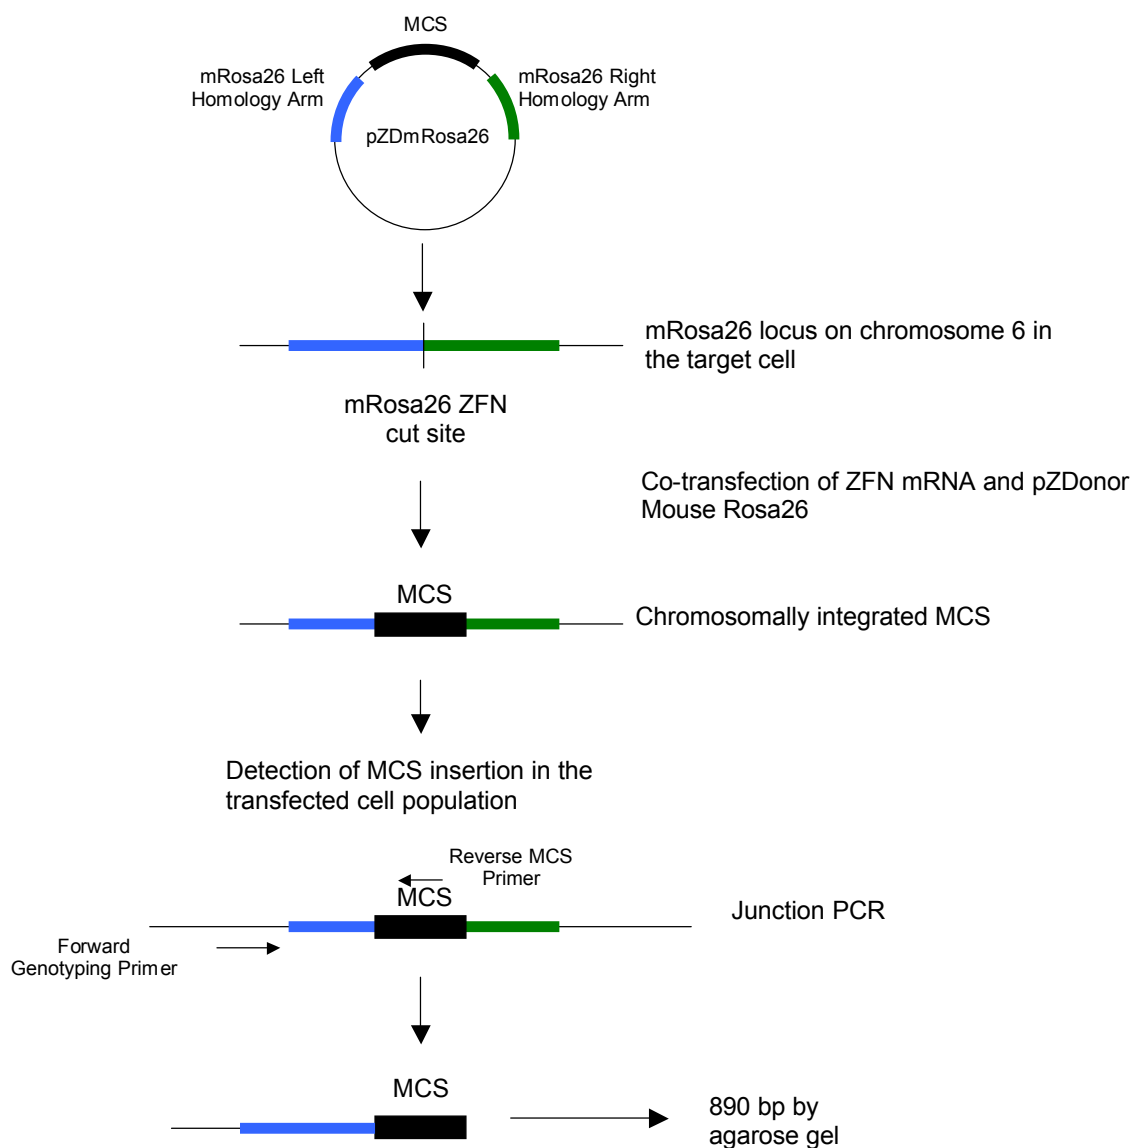 MCS
mRosa26 Left
Homology Arm
mRosa26 Right
Homology Arm
pZDmRosa26
mRosa26 locus on chromosome 6 in
the target cell
mRosa26 ZFN
cut site
Co-transfection of ZFN mRNA and pZDonor
Mouse Rosa26
MCS
Chromosomally integrated MCS
Detection of MCS insertion in the
transfected cell population
Reverse MCS
Primer
MCS
Junction PCR
Forward
Genotyping Primer
MCS
890 bp by
agarose gel